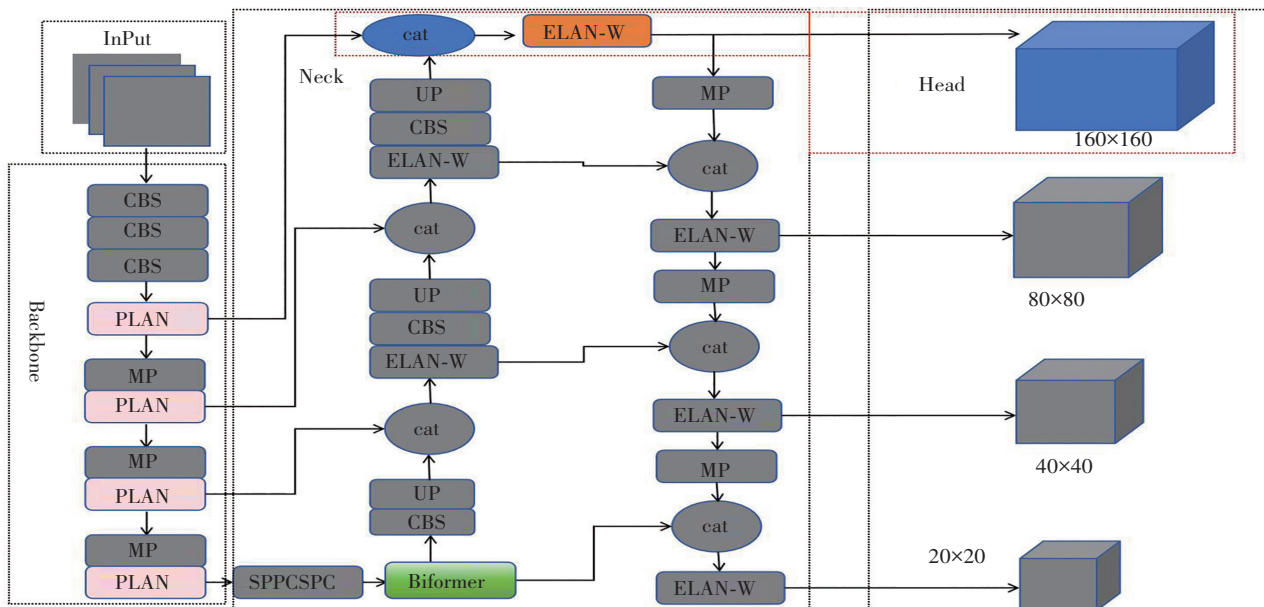 InPut
Backbone
CBS
CBS
CBS
PLAN
MP
PLAN
MP
PLAN
MP
PLAN
SPPCSPC
Neck
cat
ELAN-W
UP
CBS
ELAN-W
cat
UP
CBS
ELAN-W
cat
UP
CBS
Biformer
MP
cat
ELAN-W
MP
cat
ELAN-W
MP
cat
ELAN-W
Head
160×160
80×80
40×40
20×20